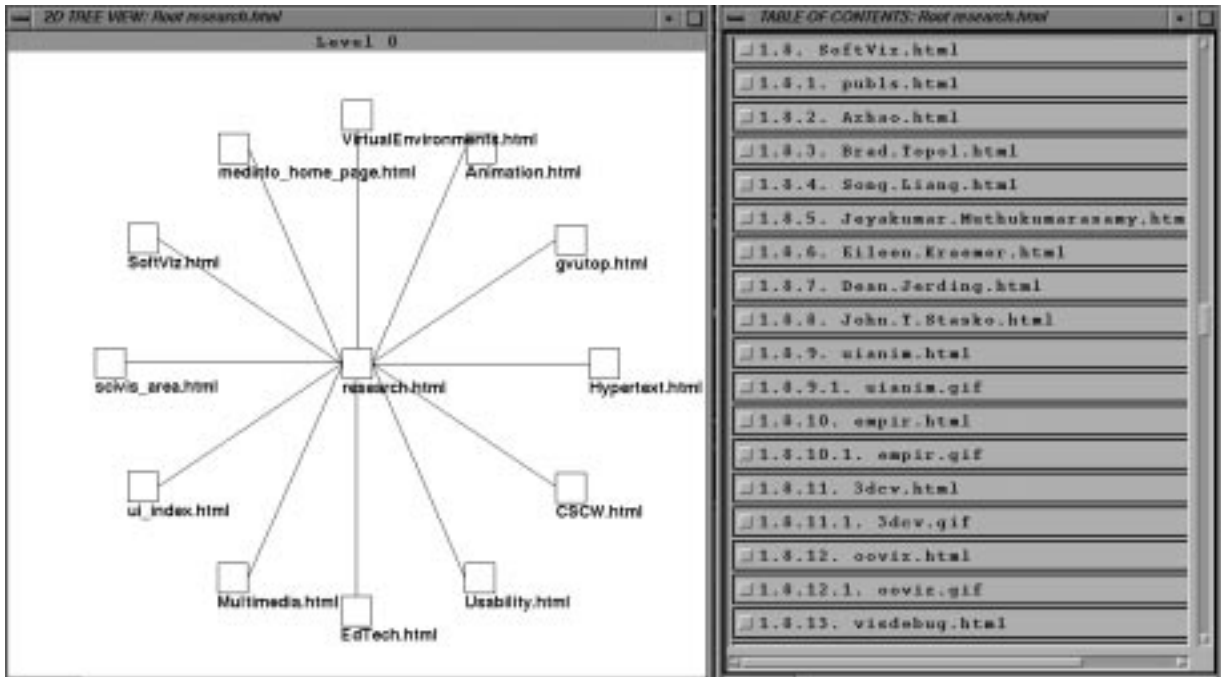 2D TREE VIEW: Root research.html
Level 0
VirtualEnvironments.html
medinfo_home_page.html
Animation.html
SoftViz.html
gvutop.html
scivis_area.html
research.html
Hypertext.html
ui_index.html
CSCW.html
Multimedia.html
Usability.html
EdTech.html
TABLE OF CONTENTS: Root research.html
1.8. SoftViz.html
1.8.1. publs.html
1.8.2. Azhao.html
1.8.3. Brad.Topol.html
1.8.4. Song.Liang.html
1.8.5. Jeyakumar.Muthukumarasamy.htm
1.8.6. Eileen.Kraemer.html
1.8.7. Dean.Jerding.html
1.8.8. John.T.Stasko.html
1.8.9. uianim.html
1.8.9.1. uianim.gif
1.8.10. empir.html
1.8.10.1. empir.gif
1.8.11. 3dcv.html
1.8.11.1. 3dcv.gif
1.8.12. ooviz.html
1.8.12.1. ooviz.gif
1.8.13. visdebug.html